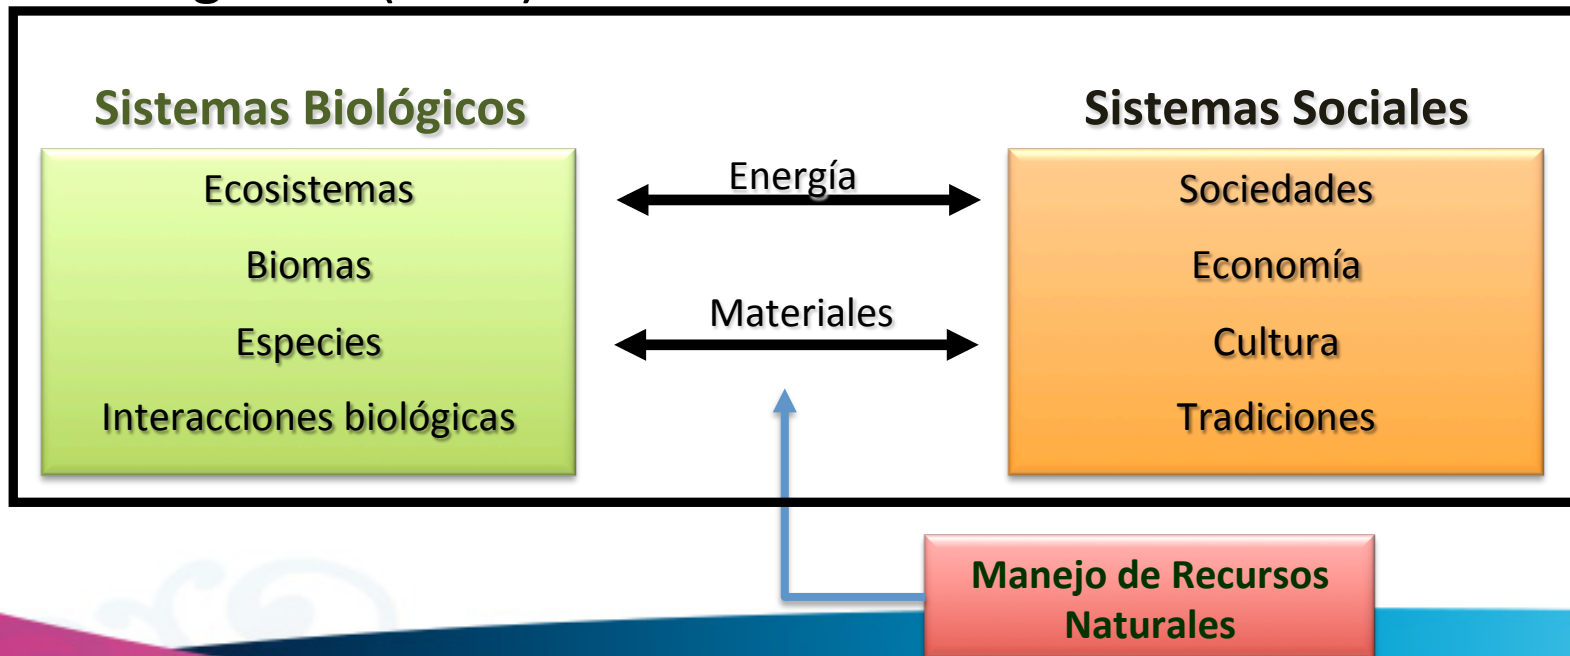 Sistemas Biológicos
Ecosistemas
Biomas
Especies
Interacciones biológicas
Energía
Materiales
Sistemas Sociales
Sociedades
Economía
Cultura
Tradiciones
Manejo de Recursos
Naturales